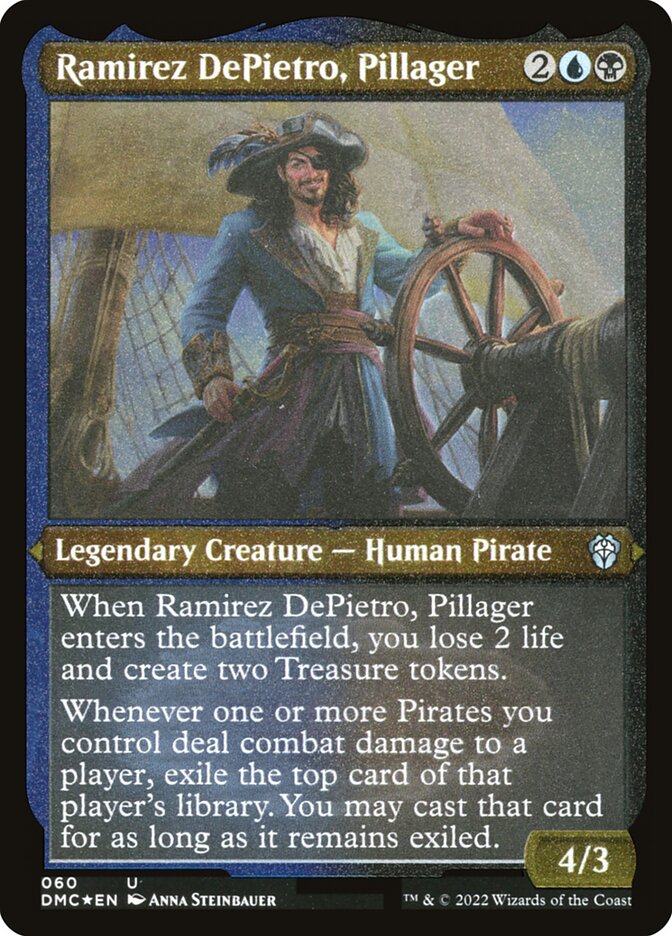 Ramirez DePietro, Pillager 2
Legendary Creature — Human Pirate
When Ramirez DePietro, Pillager
enters the battlefield, you lose 2 life
and create two Treasure tokens.
Whenever one or more Pirates you
control deal combat damage to a
player, exile the top card of that
player's library. You may cast that card
for as long as it remains exiled.
4/3
060 U
DMC★EN Anna Steinbauer ™ & © 2022 Wizards of the Coast